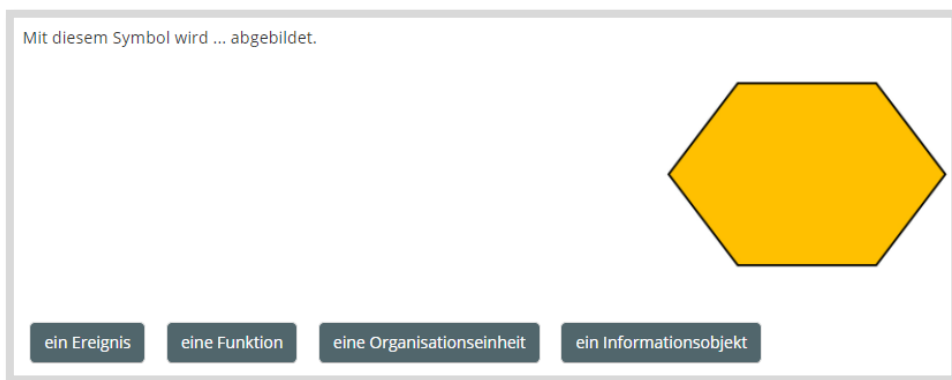 Mit diesem Symbol wird ... abgebildet.
ein Ereignis eine Funktion eine Organisationseinheit ein Informationsobjekt